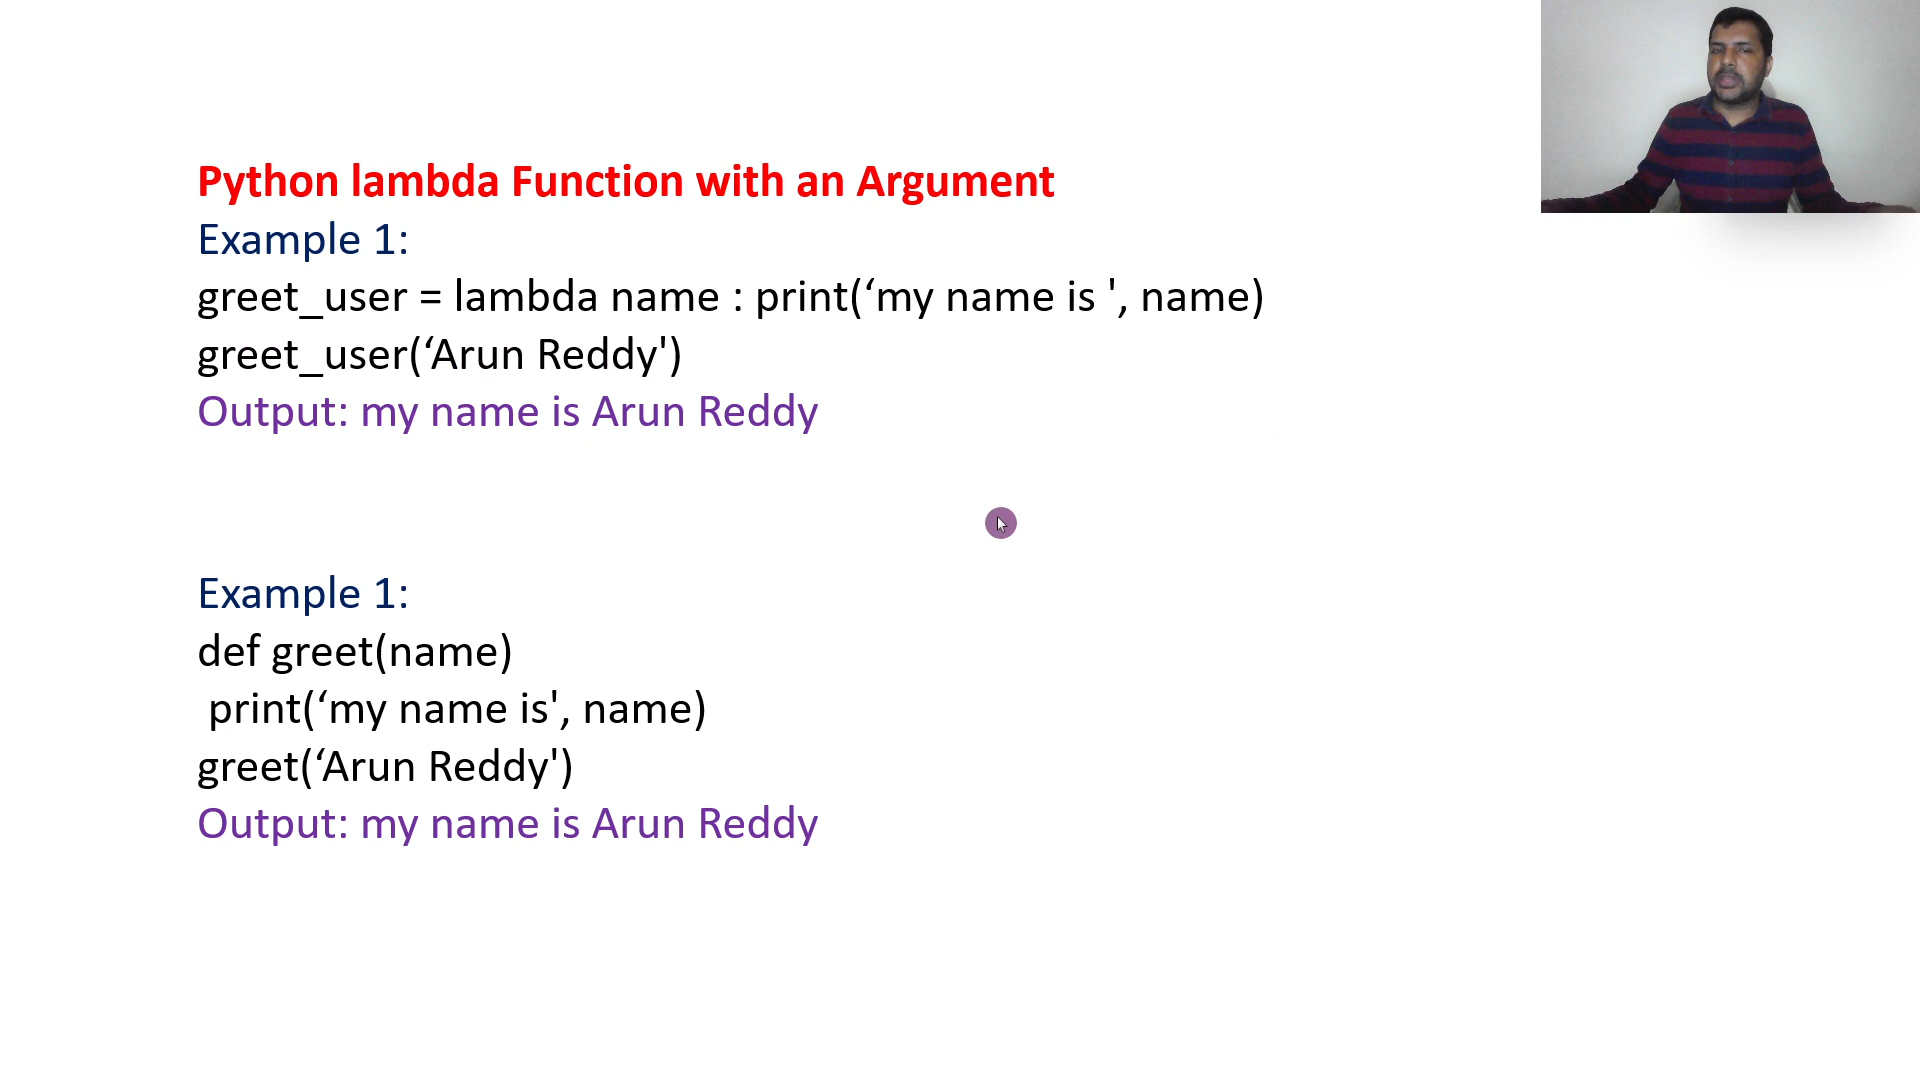 Python lambda Function with an Argument
Example 1:
greet_user = lambda name : print(‘my name is ', name)
greet_user(‘Arun Reddy')
Output: my name is Arun Reddy
Example 1:
def greet(name)
 print(‘my name is', name)
greet(‘Arun Reddy')
Output: my name is Arun Reddy